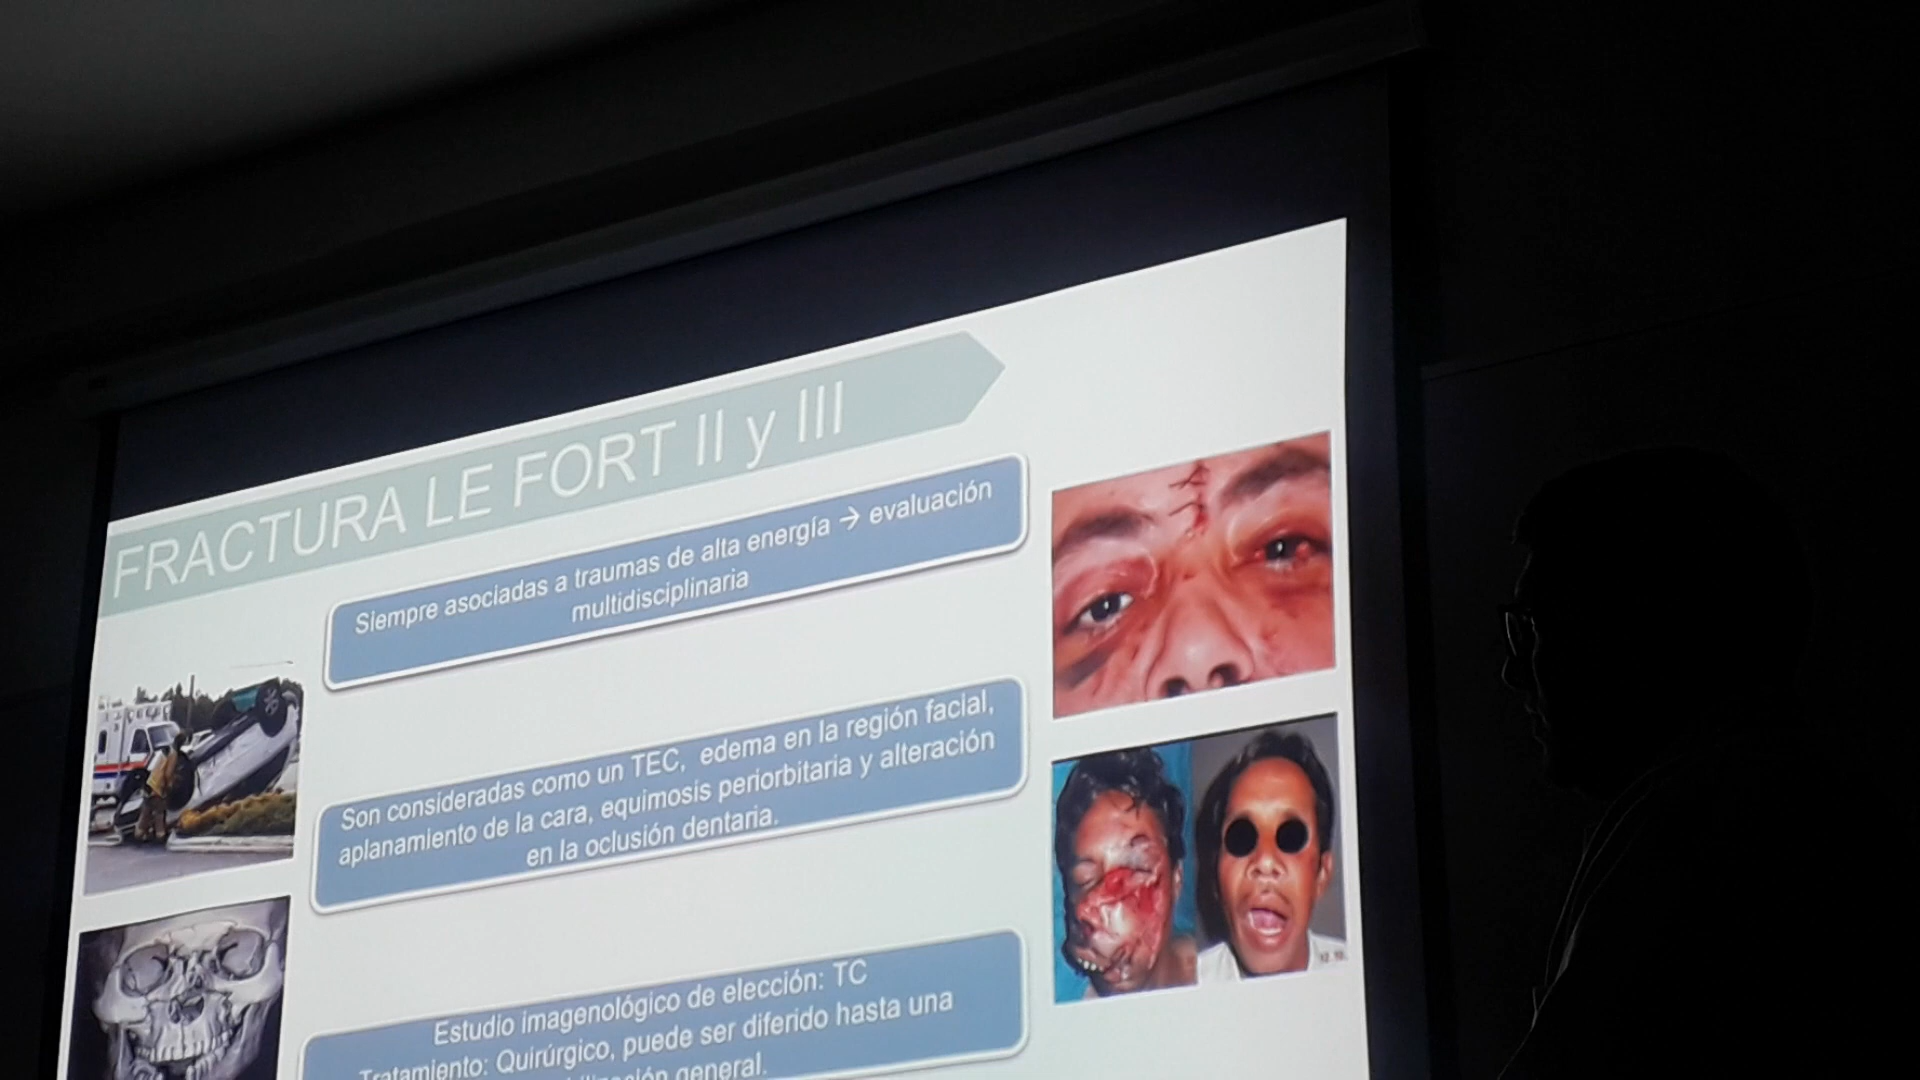 FRACTURA LE FORT II y III
Siempre asociadas a traumas de alta energía → evaluación
multidisciplinaria
Son consideradas como un TEC, edema en la región facial,
aplanamiento de la cara, equimosis periorbitaria y alteración
en la oclusión dentaria.
Estudio imagenológico de elección: TC
Tratamiento: Quirúrgico, puede ser diferido hasta una
general.